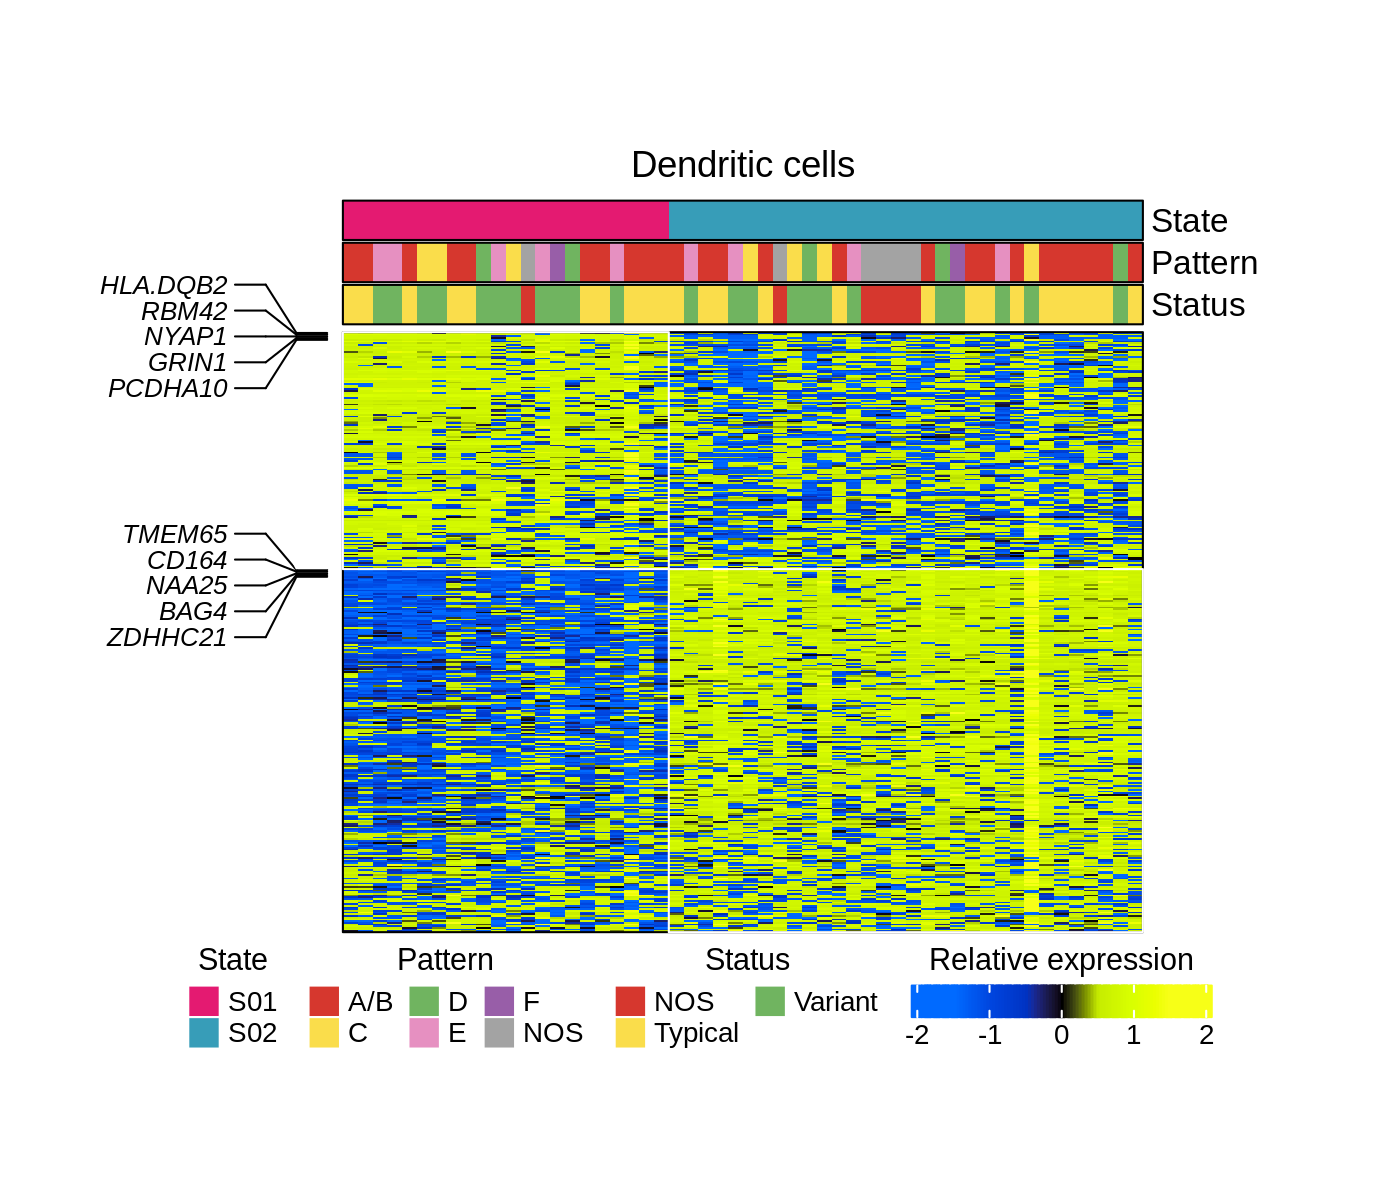 Dendritic cells
State
Pattern
Status
HLA.DQB2
RBM42
NYAP1
GRIN1
PCDHA10
TMEM65
CD164
NAA25
BAG4
ZDHHC21
State
S01
S02
Pattern
A/B
C
D
E
F
NOS
Status
NOS
Typical
Variant
Relative expression
-2 -1 0 1 2